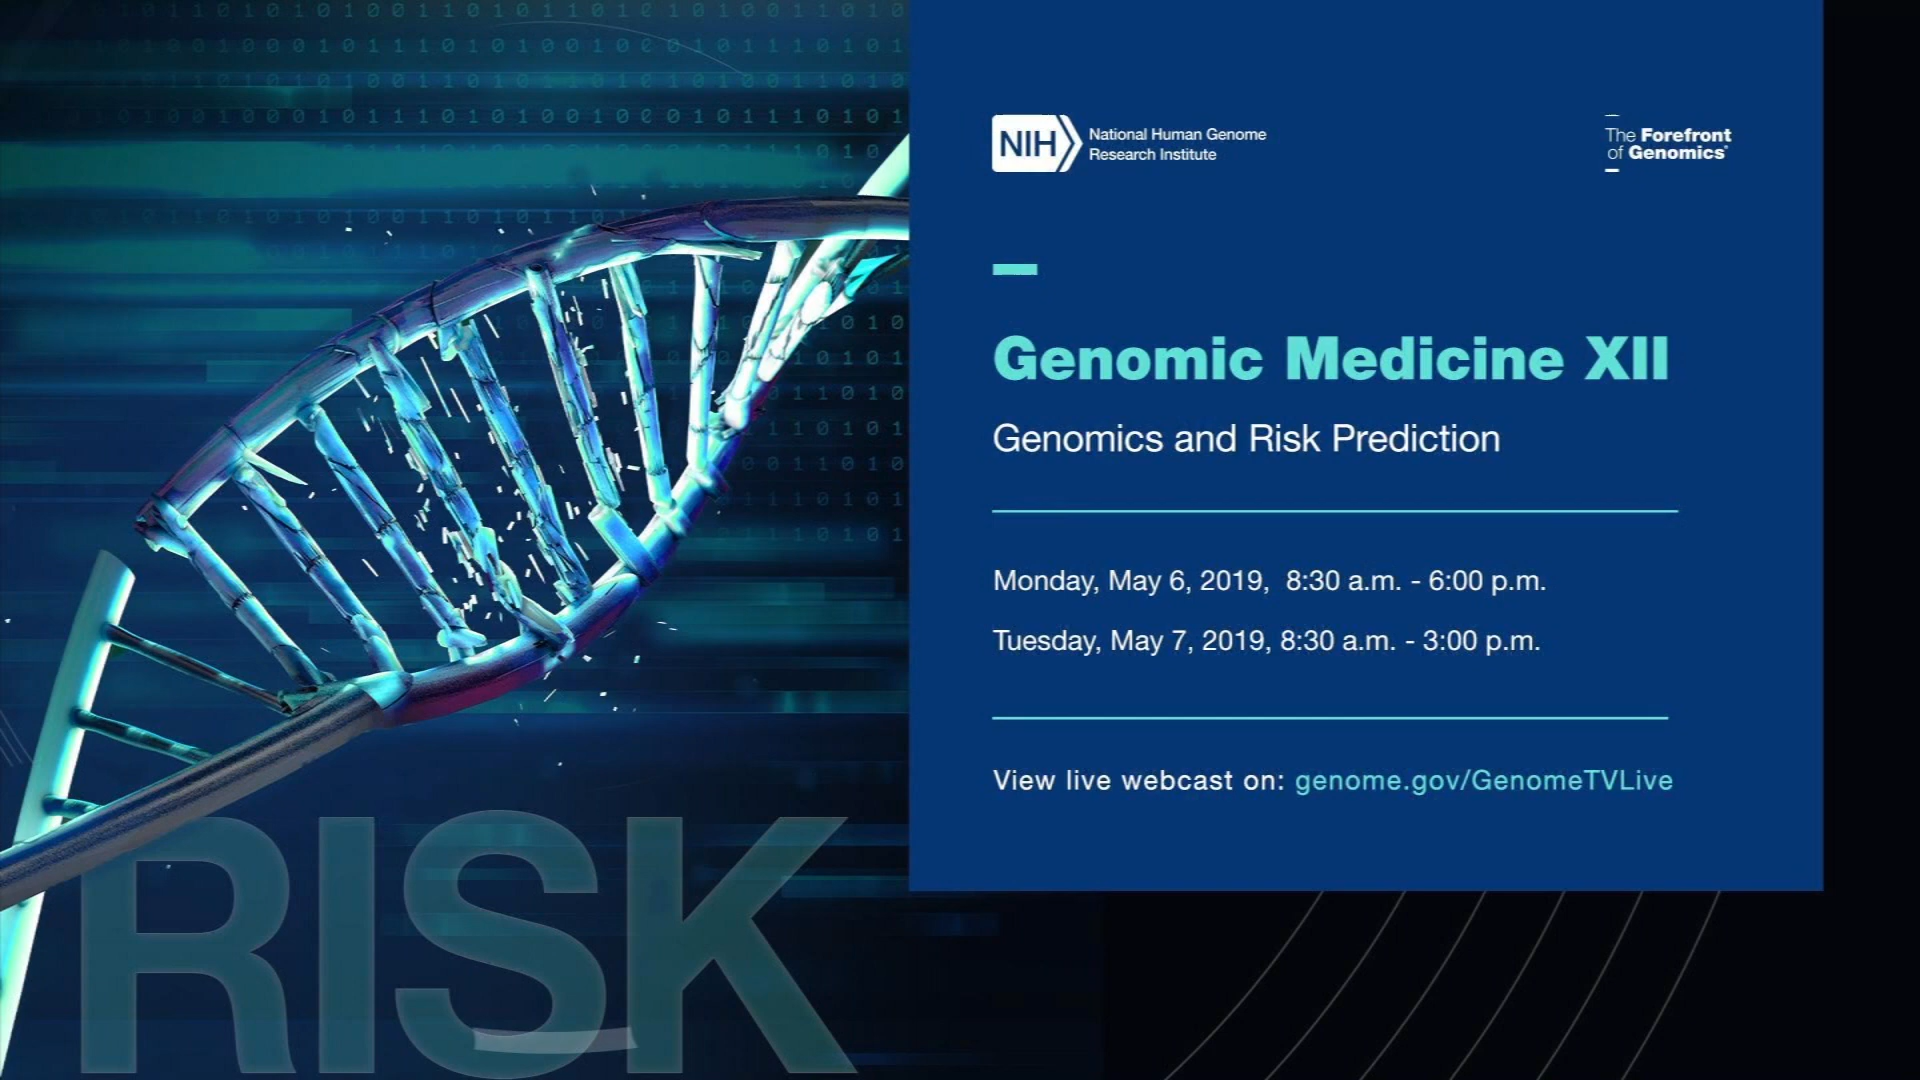 NIH
National Human Genome
Research Institute
The Forefront
of Genomics®
Genomic Medicine XII
Genomics and Risk Prediction
Monday, May 6, 2019,  8:30 a.m. - 6:00 p.m.
Tuesday, May 7, 2019, 8:30 a.m. - 3:00 p.m.
View live webcast on: genome.gov/GenomeTVLive
RISK